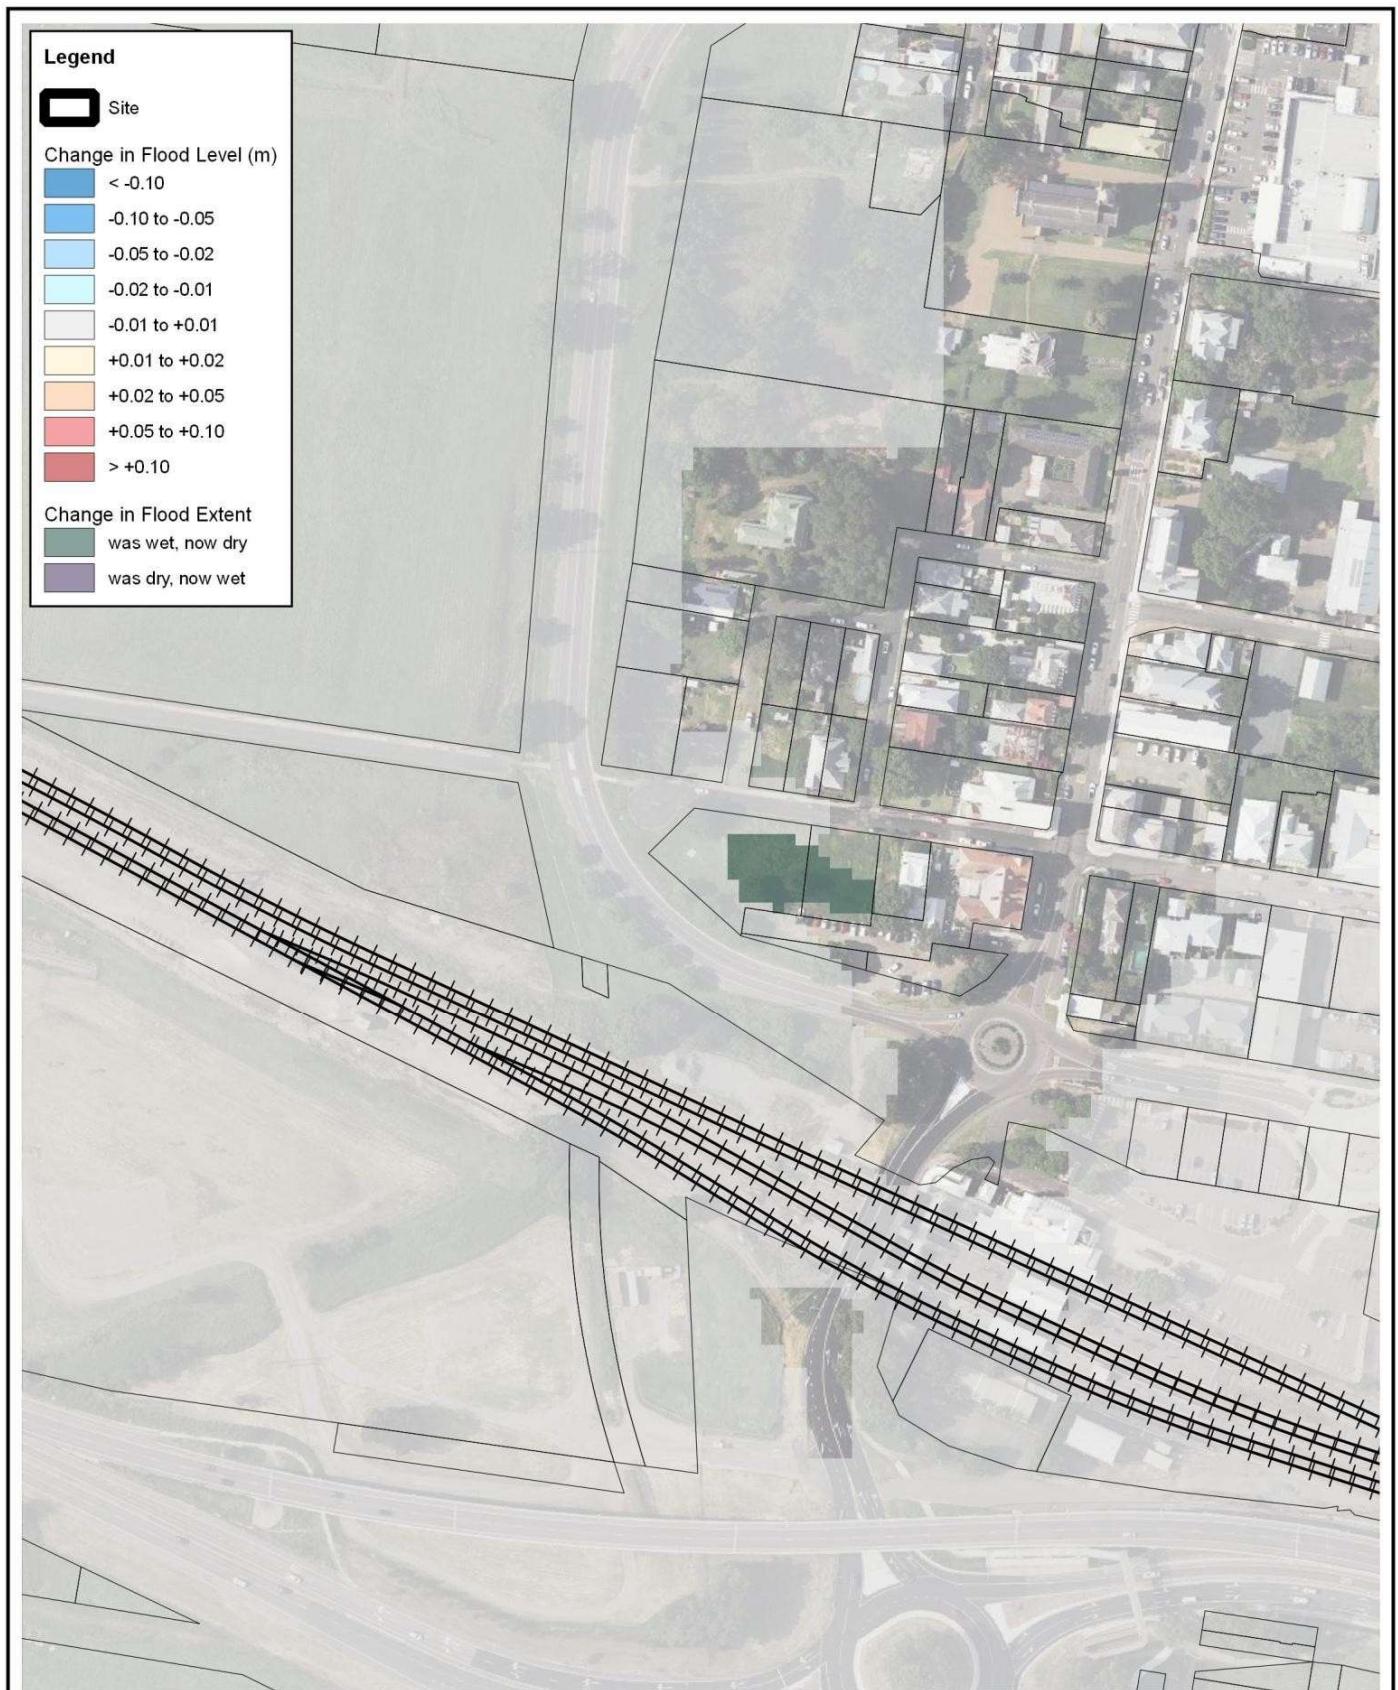 Legend
Site
Change in Flood Level (m)
< -0.10
-0.10 to -0.05
-0.05 to -0.02
-0.02 to -0.01
-0.01 to +0.01
+0.01 to +0.02
+0.02 to +0.05
+0.05 to +0.10
> +0.10
Change in Flood Extent
was wet, now dry
was dry, now wet